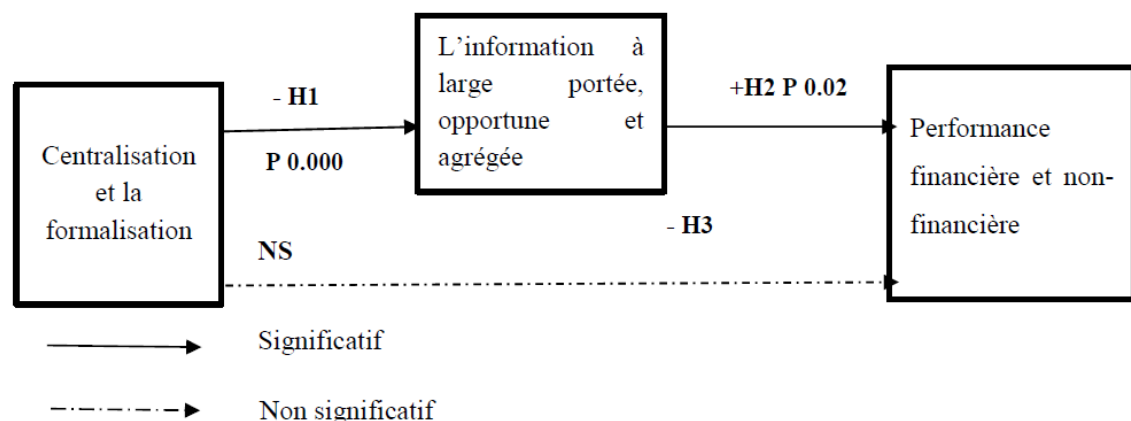 Centralisation
et la
formalisation
- H1
P 0.000
L’information à
large portée,
opportune et
agrégée
+H2 P 0.02
Performance
financière et non-
financière
- H3
NS
Significatif
Non significatif